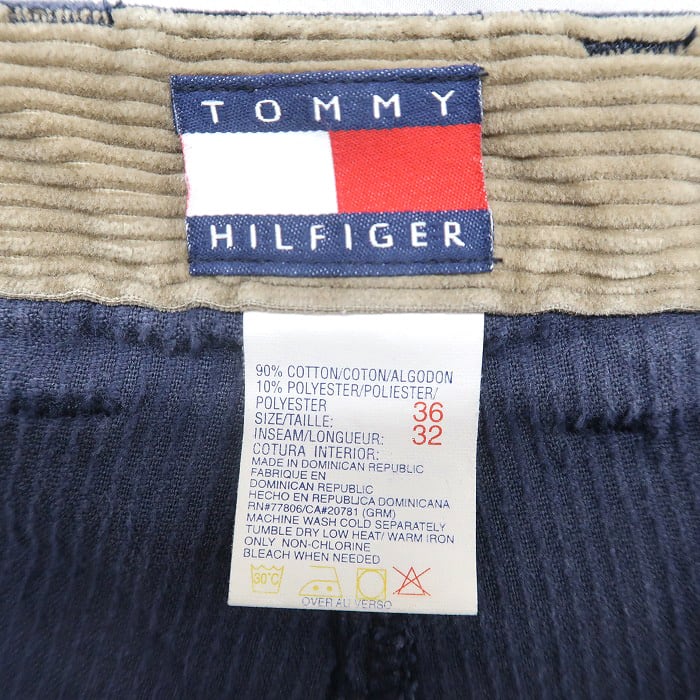 TOMMY
HILFIGER
90% COTTON/COTON/ALGODON
10% POLYESTER/POLIESTER/
POLYESTER
SIZE/TAILLE: 36
INSEAM/LONGUEUR: 32
COTURA INTERIOR:
MADE IN DOMINICAN REPUBLIC
FABRIQUE EN
DOMINICAN REPUBLIC
HECHO EN REPUBLICA DOMINICANA
RN#77806/CA#20781 (GRM)
MACHINE WASH COLD SEPARATELY
TUMBLE DRY LOW HEAT/ WARM IRON
ONLY NON-CHLORINE
BLEACH WHEN NEEDED
30°C
OVER AU VERSO